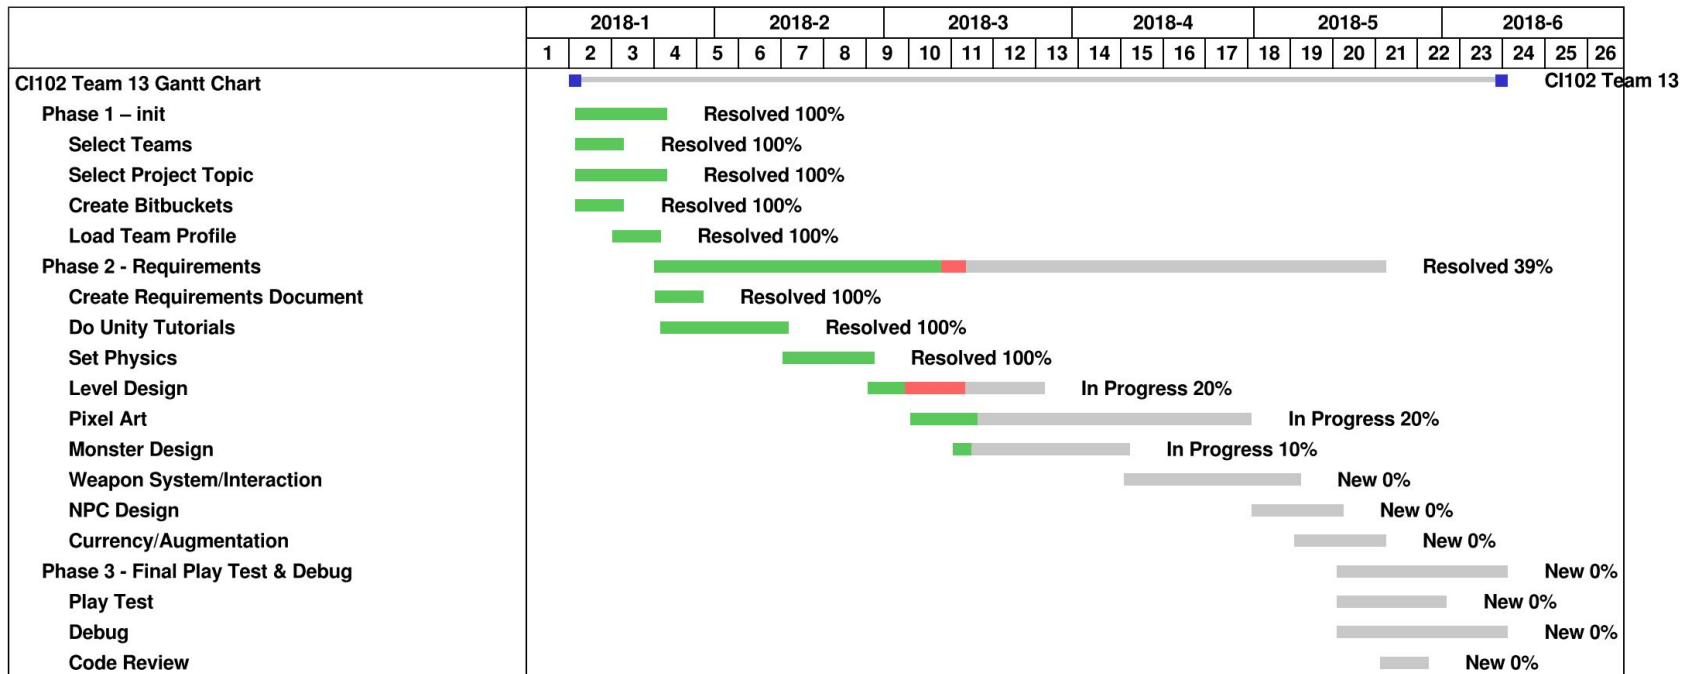 2018-1 2018-2 2018-3 2018-4 2018-5 2018-6
1 2 3 4 5 6 7 8 9 10 11 12 13 14 15 16 17 18 19 20 21 22 23 24 25 26
CI102 Team 13 Gantt Chart CI102 Team 13
Phase 1 – init Resolved 100%
Select Teams Resolved 100%
Select Project Topic Resolved 100%
Create Bitbuckets Resolved 100%
Load Team Profile Resolved 100%
Phase 2 - Requirements Resolved 39%
Create Requirements Document Resolved 100%
Do Unity Tutorials Resolved 100%
Set Physics Resolved 100%
Level Design In Progress 20%
Pixel Art In Progress 20%
Monster Design In Progress 10%
Weapon System/Interaction New 0%
NPC Design New 0%
Currency/Augmentation New 0%
Phase 3 - Final Play Test & Debug New 0%
Play Test New 0%
Debug New 0%
Code Review New 0%